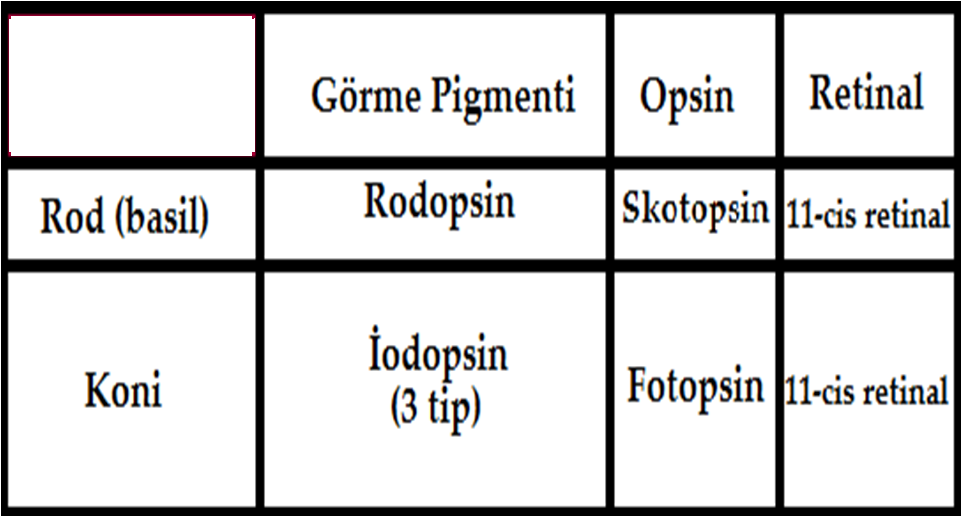 Görme Pigmenti
Opsin
Retinal
Rod (basil)
Rodopsin
Skotopsin
11-cis retinal
Koni
İodopsin
(3 tip)
Fotopsin
11-cis retinal